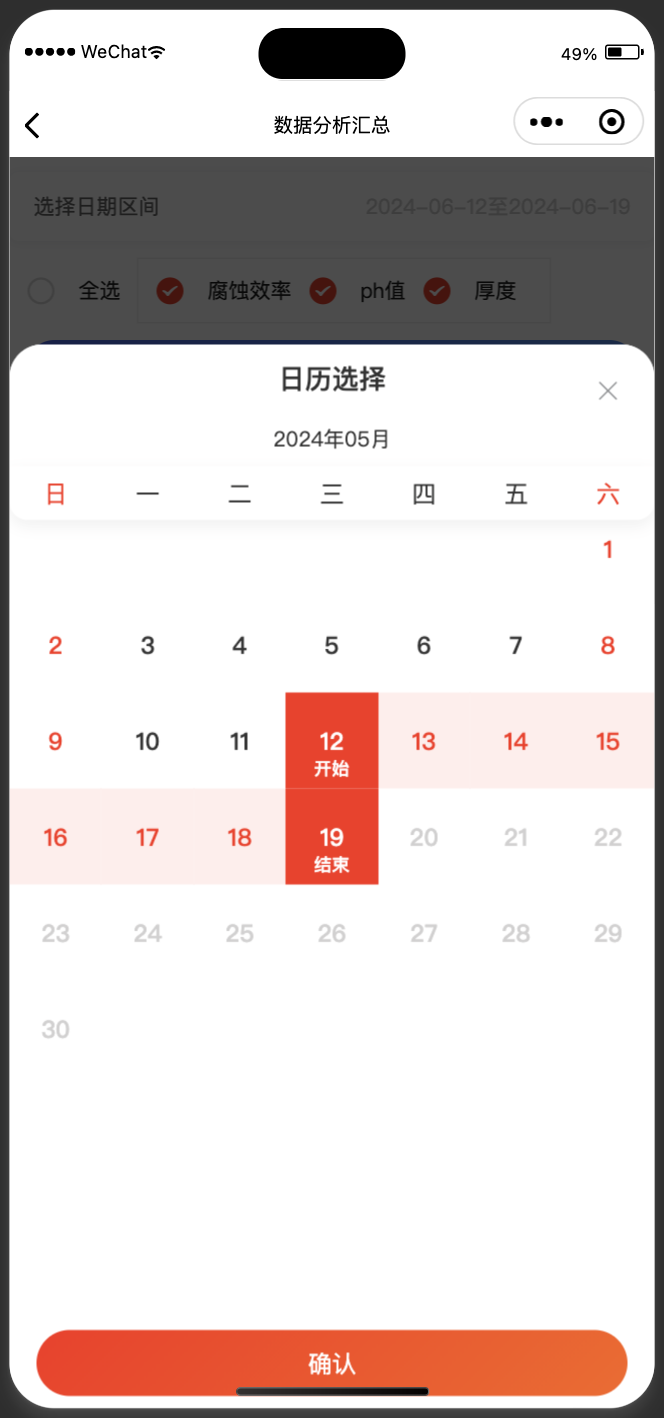 WeChat 49%
数据分析汇总
选择日期区间 2024-06-12至2024-06-19
全选 腐蚀效率 ph值 厚度
日历选择
2024年05月
日 一 二 三 四 五 六
1
2 3 4 5 6 7 8
9 10 11 12 13 14 15
开始
16 17 18 19 20 21 22
结束
23 24 25 26 27 28 29
30
确认